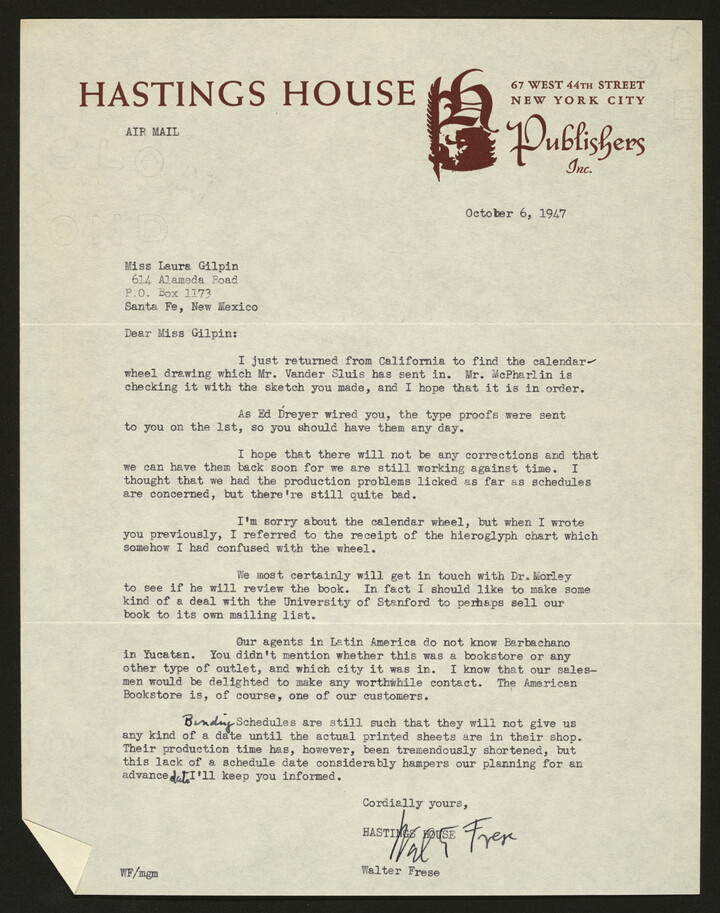 HASTINGS HOUSE
67 WEST 44TH STREET
NEW YORK CITY
Publishers
Inc.
AIR MAIL
October 6, 1947
Miss Laura Gilpin
614 Alameda Road
P.O. Box 1173
Santa Fe, New Mexico
Dear Miss Gilpin:
I just returned from California to find the calendar-
wheel drawing which Mr. Vander Sluis has sent in. Mr. McPharlin is
checking it with the sketch you made, and I hope that it is in order.
As Ed Dreyer wired you, the type proofs were sent
to you on the 1st, so you should have them any day.
I hope that there will not be any corrections and that
we can have them back soon for we are still working against time. I
thought that we had the production problems licked as far as schedules
are concerned, but there're still quite bad.
I'm sorry about the calendar wheel, but when I wrote
you previously, I referred to the receipt of the hieroglyph chart which
somehow I had confused with the wheel.
We most certainly will get in touch with Dr. Morley
to see if he will review the book. In fact I should like to make some
kind of a deal with the University of Stanford to perhaps sell our
book to its own mailing list.
Our agents in Latin America do not know Barbachano
in Yucatan. You didn't mention whether this was a bookstore or any
other type of outlet, and which city it was in. I know that our sales-
men would be delighted to make any worthwhile contact. The American
Bookstore is, of course, one of our customers.
Binding Schedules are still such that they will not give us
any kind of a date until the actual printed sheets are in their shop.
Their production time has, however, been tremendously shortened, but
this lack of a schedule date considerably hampers our planning for an
advance date. I'll keep you informed.
Cordially yours,
HASTINGS HOUSE
Walter Frese
Walter Frese
WF/mgm